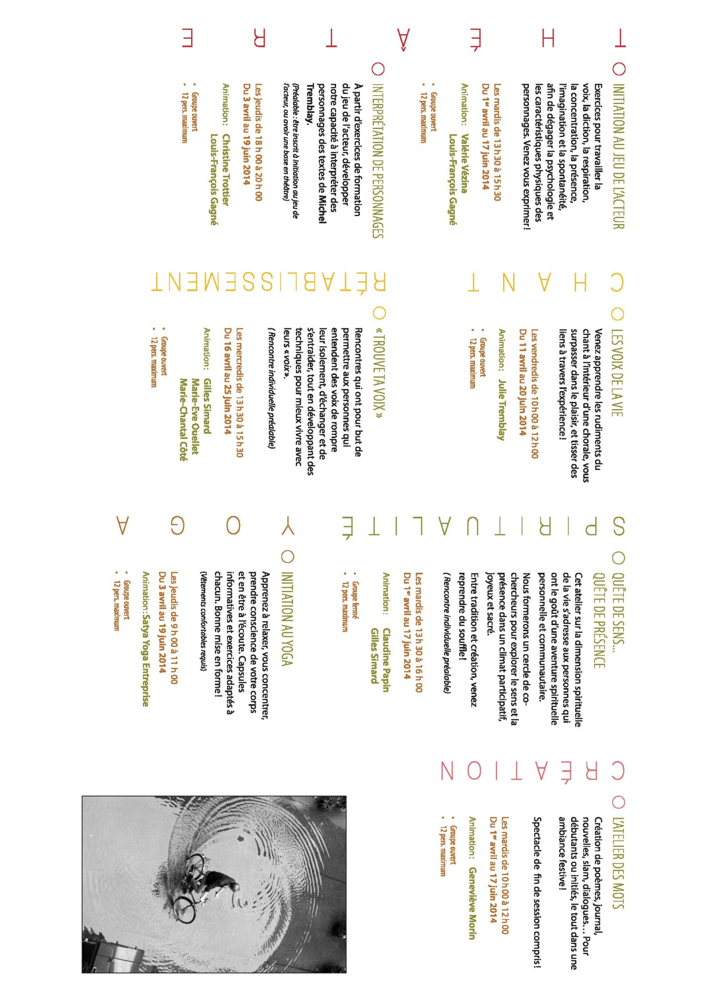 THÉÂTRE
INITIATION AU JEU DE L'ACTEUR
Exercices pour travailler la
voix, la diction, la respiration,
la concentration, la présence,
l'imagination et la spontanéité,
afin de dégager la psychologie et
les caractéristiques physiques des
personnages. Venez vous exprimer!
Les mardis de 13 h 30 à 15 h 30
Du 1er avril au 17 juin 2014
Animation : Valérie Vézina
Louis-François Gagné
• Groupe ouvert
• 12 pers. maximum
INTERPRÉTATION DE PERSONNAGES
À partir d'exercices de formation
du jeu de l'acteur, développer
notre capacité à interpréter des
personnages des textes de Michel
Tremblay.
(Préalable : être inscrit à Initiation au jeu de
l'acteur, ou avoir une base en théâtre)
Les jeudis de 18 h 00 à 20 h 00
Du 3 avril au 19 juin 2014
Animation : Christine Trottier
Louis-François Gagné
• Groupe ouvert
• 12 pers. maximum
CHANT
LES VOIX DE LA VIE
Venez apprendre les rudiments du
chant à l'intérieur d'une chorale, vous
surpasser dans le plaisir, et tisser des
liens à travers l'expérience!
Les vendredis de 10 h 00 à 12 h 00
Du 11 avril au 20 juin 2014
Animation : Julie Tremblay
• Groupe ouvert
• 12 pers. maximum
RÉTABLISSEMENT
« TROUVE TA VOIX »
Rencontres qui ont pour but de
permettre aux personnes qui
entendent des voix de rompre
leur isolement, d'échanger et de
s'entraider, tout en développant des
techniques pour mieux vivre avec
leurs « voix ».
( Rencontre individuelle préalable)
Les mercredis de 13 h 30 à 15 h 30
Du 16 avril au 25 juin 2014
Animation : Gilles Simard
Marie-Eve Ouellet
Marie-Chantal Côté
• Groupe ouvert
• 12 pers. maximum
SPIRITUALITÉ
QUÊTE DE SENS...
QUÊTE DE PRÉSENCE
Cet atelier sur la dimension spirituelle
de la vie s'adresse aux personnes qui
ont le goût d'une aventure spirituelle
personnelle et communautaire.
Nous formerons un cercle de co-
chercheurs pour explorer le sens et la
présence dans un climat participatif,
joyeux et sacré.
Entre tradition et création, venez
reprendre du souffle!
( Rencontre individuelle préalable)
Les mardis de 13 h 30 à 16 h 00
Du 1er avril au 17 juin 2014
Animation : Claudine Papin
Gilles Simard
• Groupe fermé
• 12 pers. maximum
YOGA
INITIATION AU YOGA
Apprenez à relaxer, vous concentrer,
prendre conscience de votre corps
et en être à l'écoute. Capsules
informatives et exercices adaptés à
chacun. Bonne mise en forme!
(Vêtements confortables requis)
Les jeudis de 9 h 00 à 11 h 00
Du 3 avril au 19 juin 2014
Animation : Satya Yoga Entreprise
• Groupe ouvert
• 12 pers. maximum
CRÉATION
L'ATELIER DES MOTS
Création de poèmes, journal,
nouvelles, slam, dialogues… Pour
débutants ou initiés, le tout dans une
ambiance festive!
Spectacle de fin de session compris!
Les mardis de 10 h 00 à 12 h 00
Du 1er avril au 17 juin 2014
Animation : Geneviève Morin
• Groupe ouvert
• 12 pers. maximum